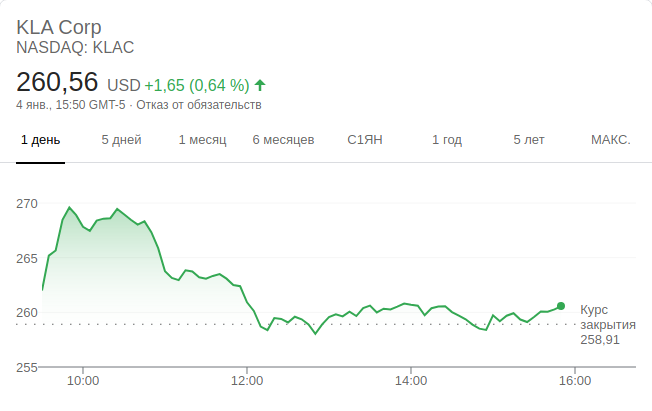 KLA Corp
NASDAQ: KLAC
260,56 USD +1,65 (0,64 %)
4 янв., 15:50 GMT-5 · Отказ от обязательств
1 день 5 дней 1 месяц 6 месяцев С1ЯН 1 год 5 лет МАКС.
270
265
260
255
Курс
закрытия
258,91
10:00 12:00 14:00 16:00